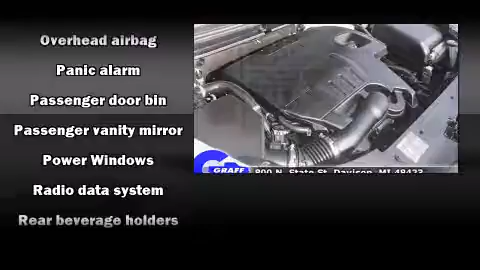 Overhead airbag
Panic alarm
Passenger door bin
Passenger vanity mirror
Power Windows
Radio data system
Rear beverage holders
GRAFF
800 N. State St. Davison, MI 48423